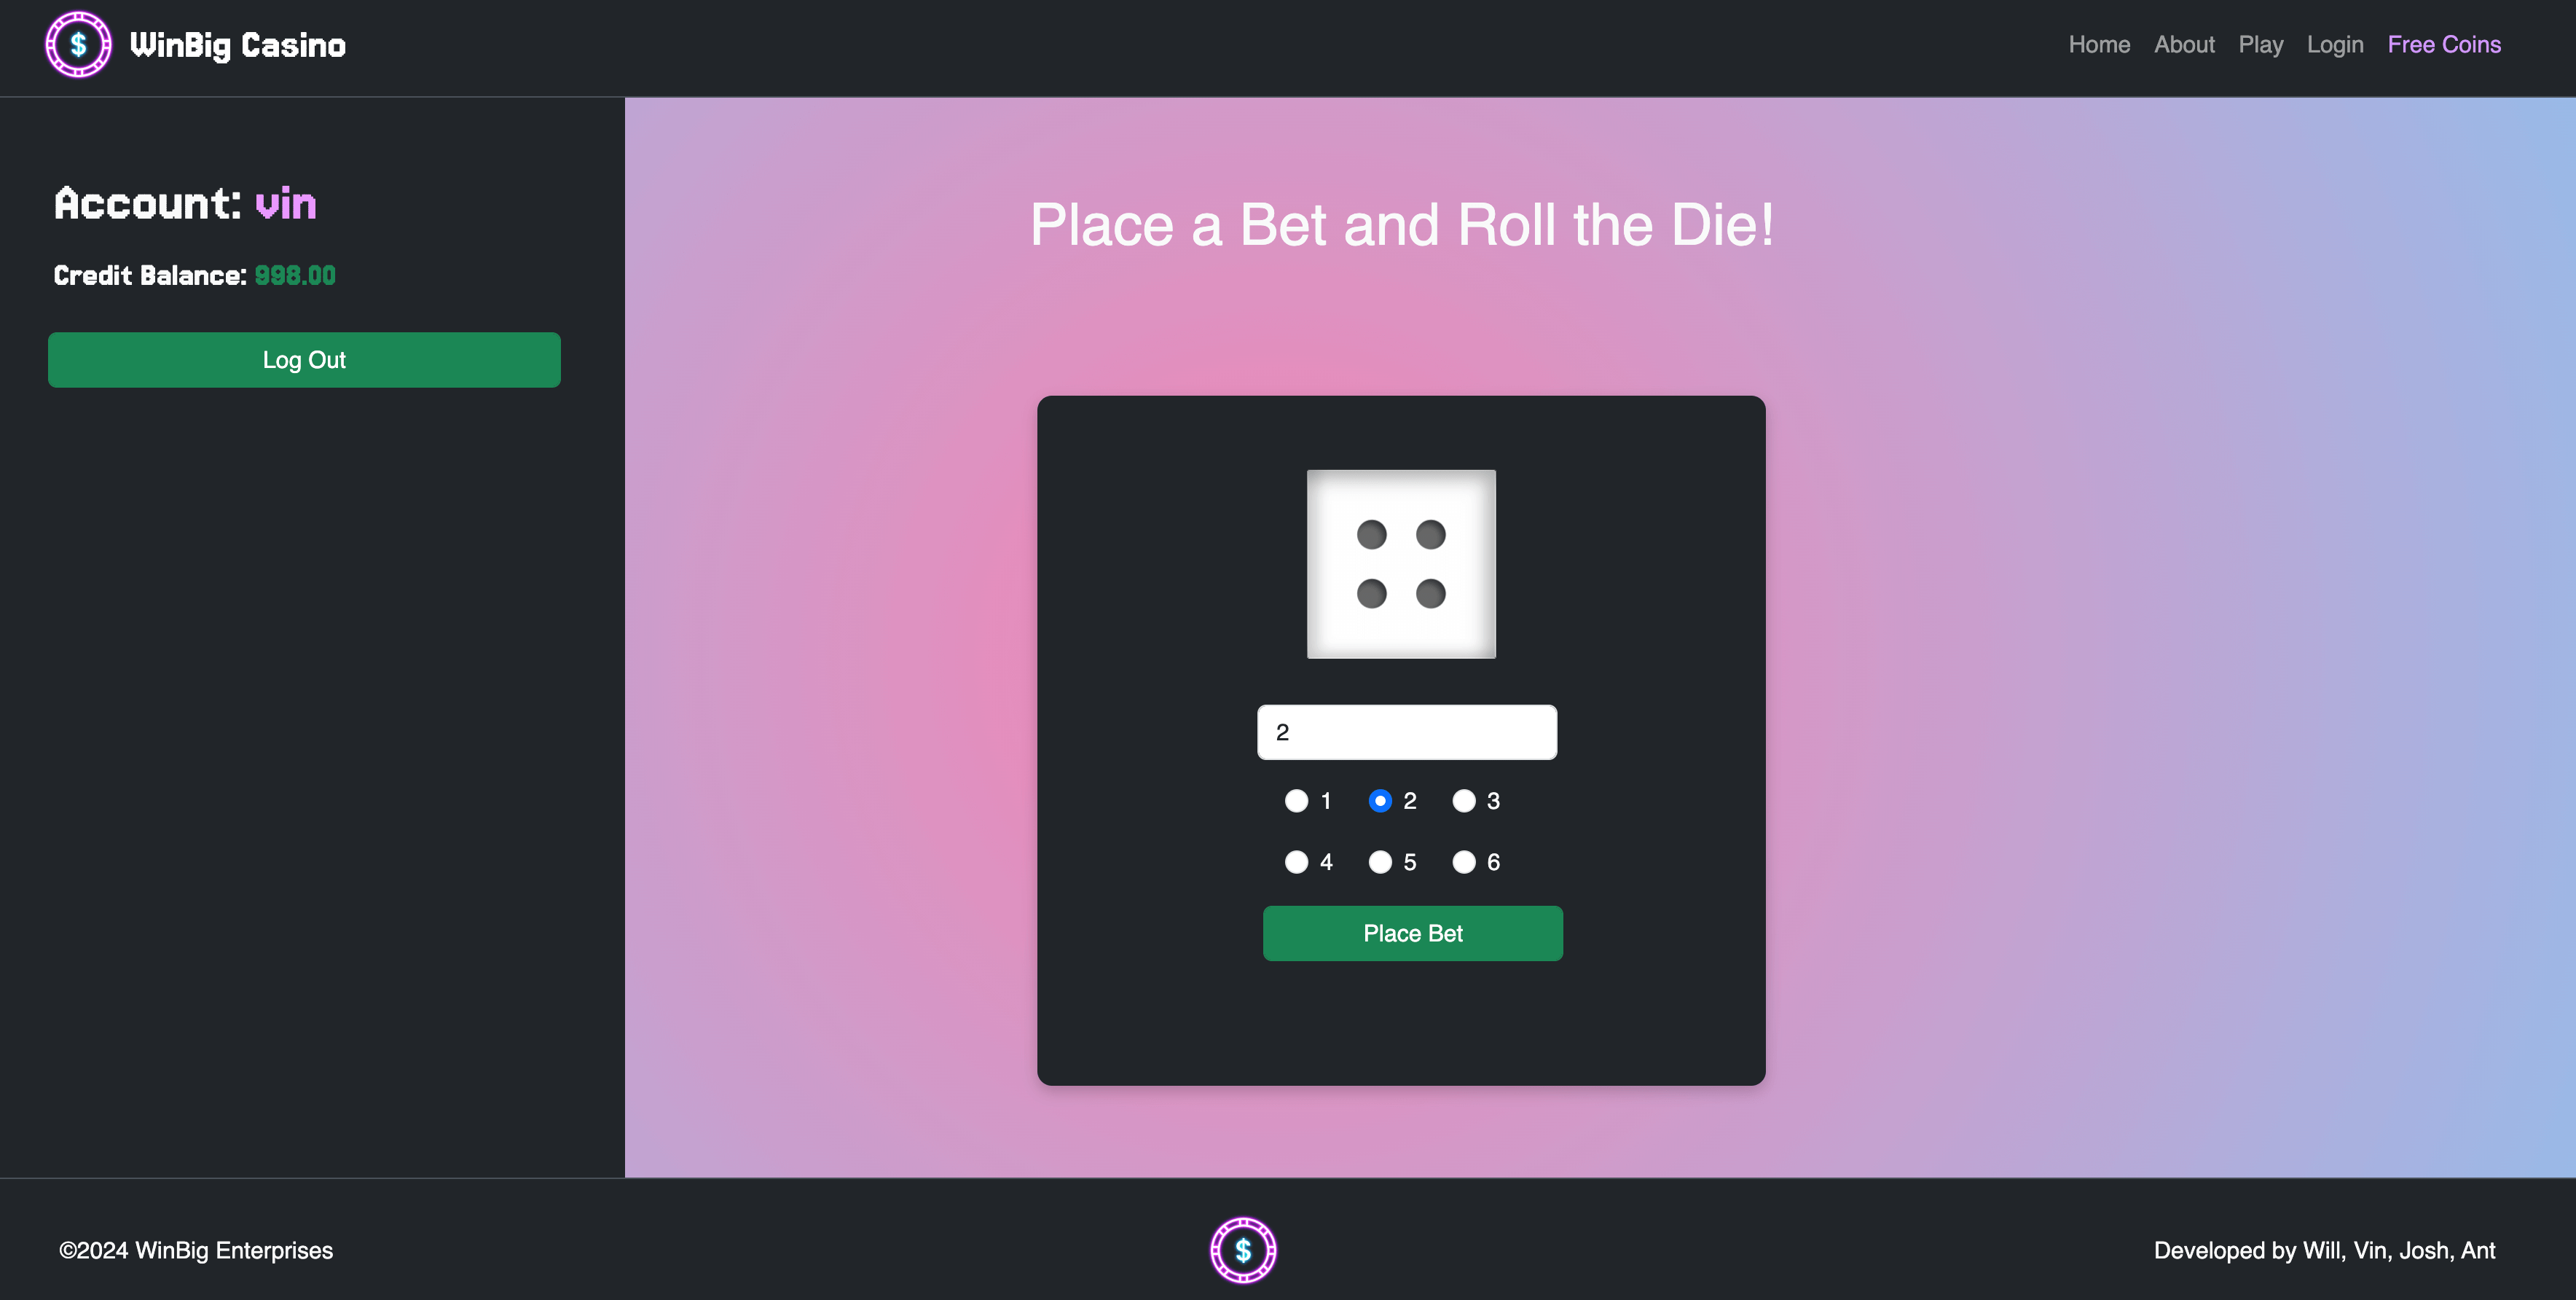 $ WinBig Casino
Home About Play Login Free Coins
Account: vin
Credit Balance: 998.00
Log Out
Place a Bet and Roll the Die!
2
1 2 3
4 5 6
Place Bet
©2024 WinBig Enterprises
$
Developed by Will, Vin, Josh, Ant